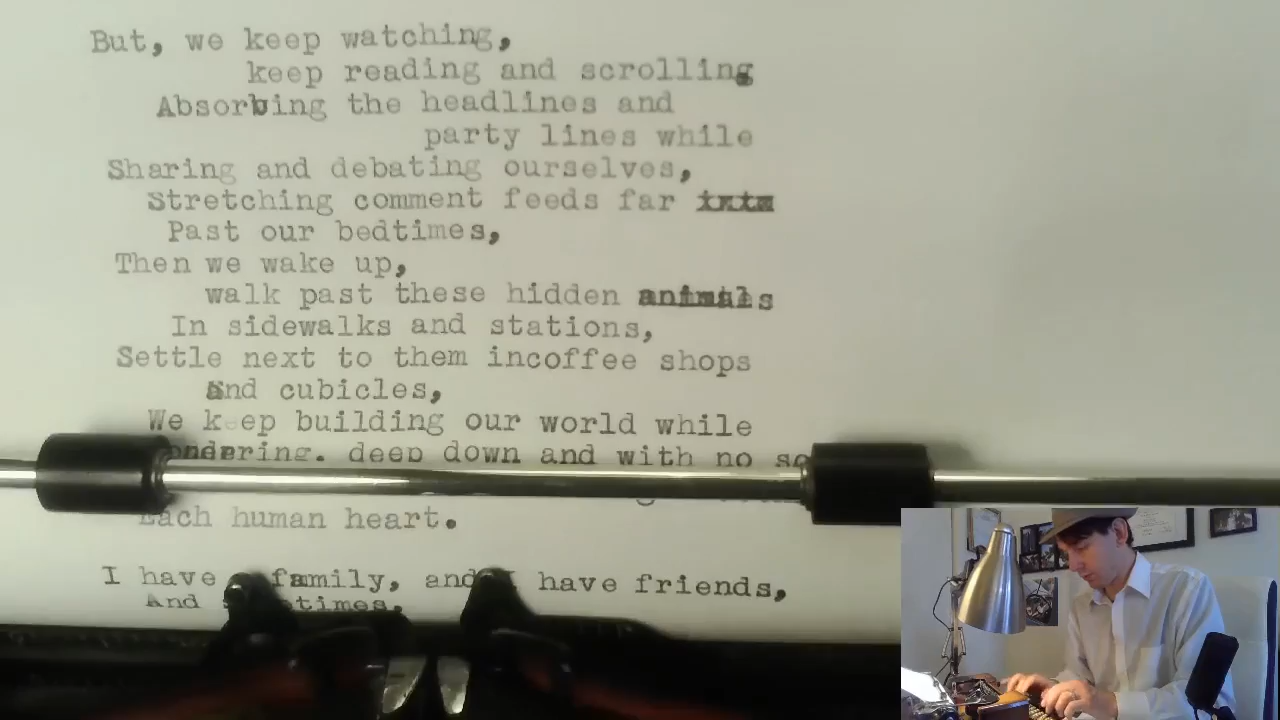 But, we keep watching,
keep reading and scrolling
Absorbing the headlines and
party lines while
Sharing and debating ourselves,
Stretching comment feeds far
Past our bedtimes,
Then we wake up,
walk past these hidden animals
In sidewalks and stations,
Settle next to them incoffee shops
And cubicles,
We keep building our world while
deep down and with no
Each human heart.
I have family, and I have friends,
And